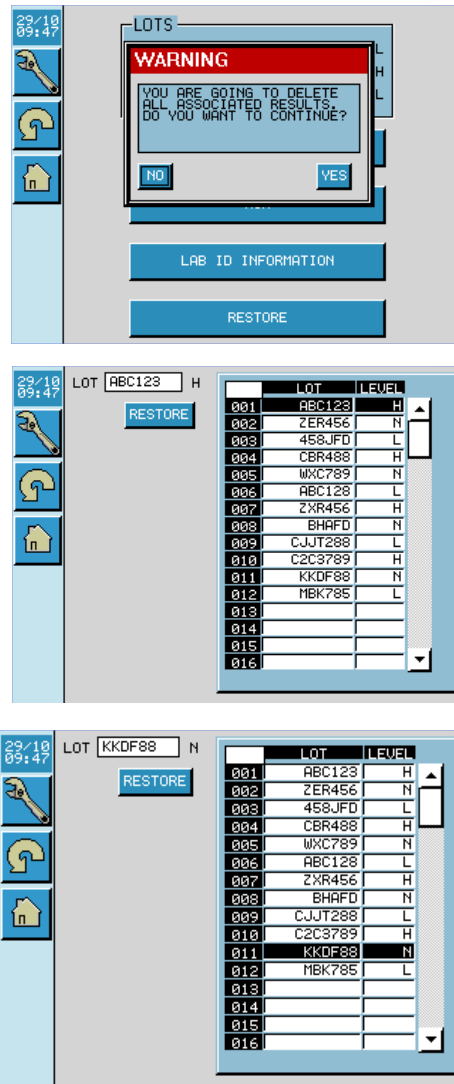 29/10
09:47
LOTS
L
WARNING
H
YOU ARE GOING TO DELETE
ALL ASSOCIATED RESULTS.
DO YOU WANT TO CONTINUE?
L
NO YES
LAB ID INFORMATION
RESTORE
29/10
09:47
LOT ABC123 H
RESTORE
LOT LEVEL
001 ABC123 H
002 ZER456 N
003 458JFD L
004 CBR488 H
005 WXC789 N
006 ABC128 L
007 ZXR456 H
008 BHAFD N
009 CJJT288 L
010 C2C3789 H
011 KKDF88 N
012 MBK785 L
013
014
015
016
29/10
09:47
LOT KKDF88 N
RESTORE
LOT LEVEL
001 ABC123 H
002 ZER456 N
003 458JFD L
004 CBR488 H
005 WXC789 N
006 ABC128 L
007 ZXR456 H
008 BHAFD N
009 CJJT288 L
010 C2C3789 H
011 KKDF88 N
012 MBK785 L
013
014
015
016